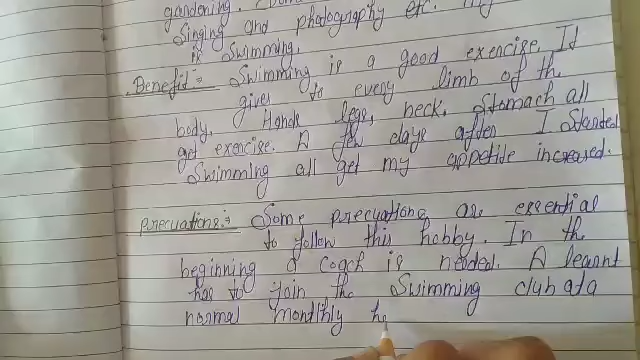 gardening.
Singing and photography etc. my
is Swimming.
Benefit:- Swimming is a good exercise. It
gives to every limb of the
body. Hands legs, neck. Stomach all
get exercise. A few days after I Started
Swimming all get my appetite increased.
precuations:- Some precuations are essential
to follow this hobby. In the
beginning a coach is needed. A learnt
has to join the Swimming club at a
normal monthly